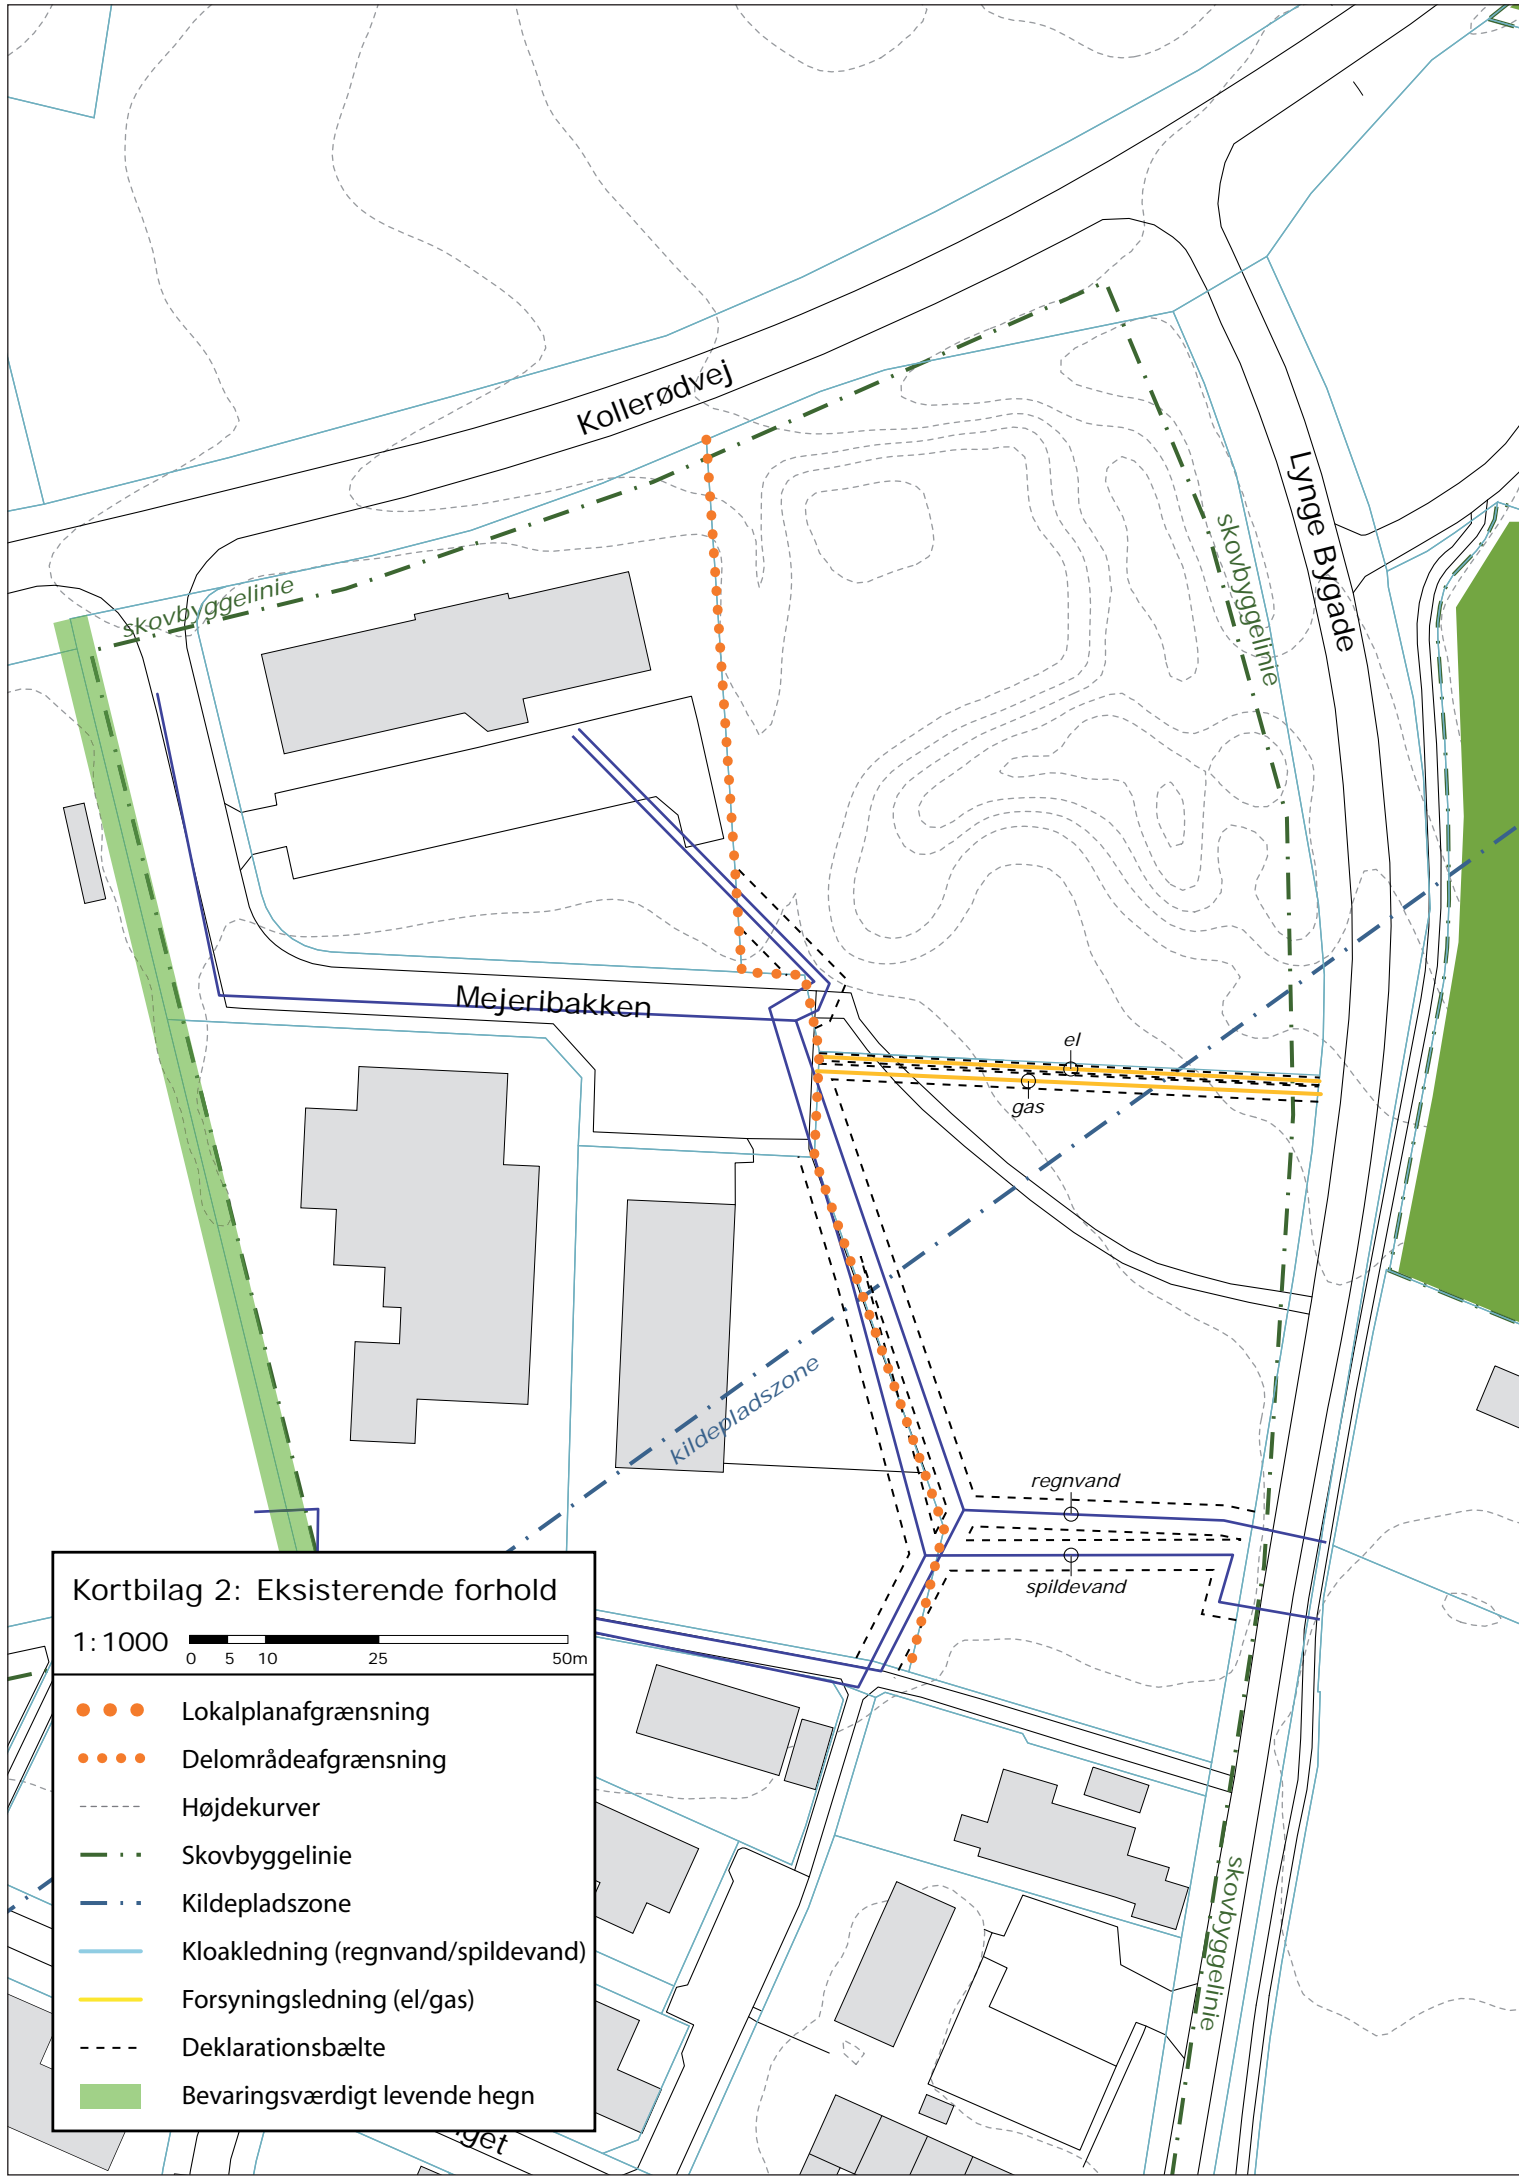 Kollerødvej
Lynge Bygade
skovbyggelinie
skovbyggelinie
Mejeribakken
el
gas
kildepladszone
regnvand
spildevand
Kortbilag 2: Eksisterende forhold
1:1000
0 5 10 25 50m
Lokalplanafgrænsning
Delområdeafgrænsning
Højdekurver
Skovbyggelinie
Kildepladszone
Kloakledning (regnvand/spildevand)
Forsyningsledning (el/gas)
Deklarationsbælte
Bevaringsværdigt levende hegn
skovbyggelinie